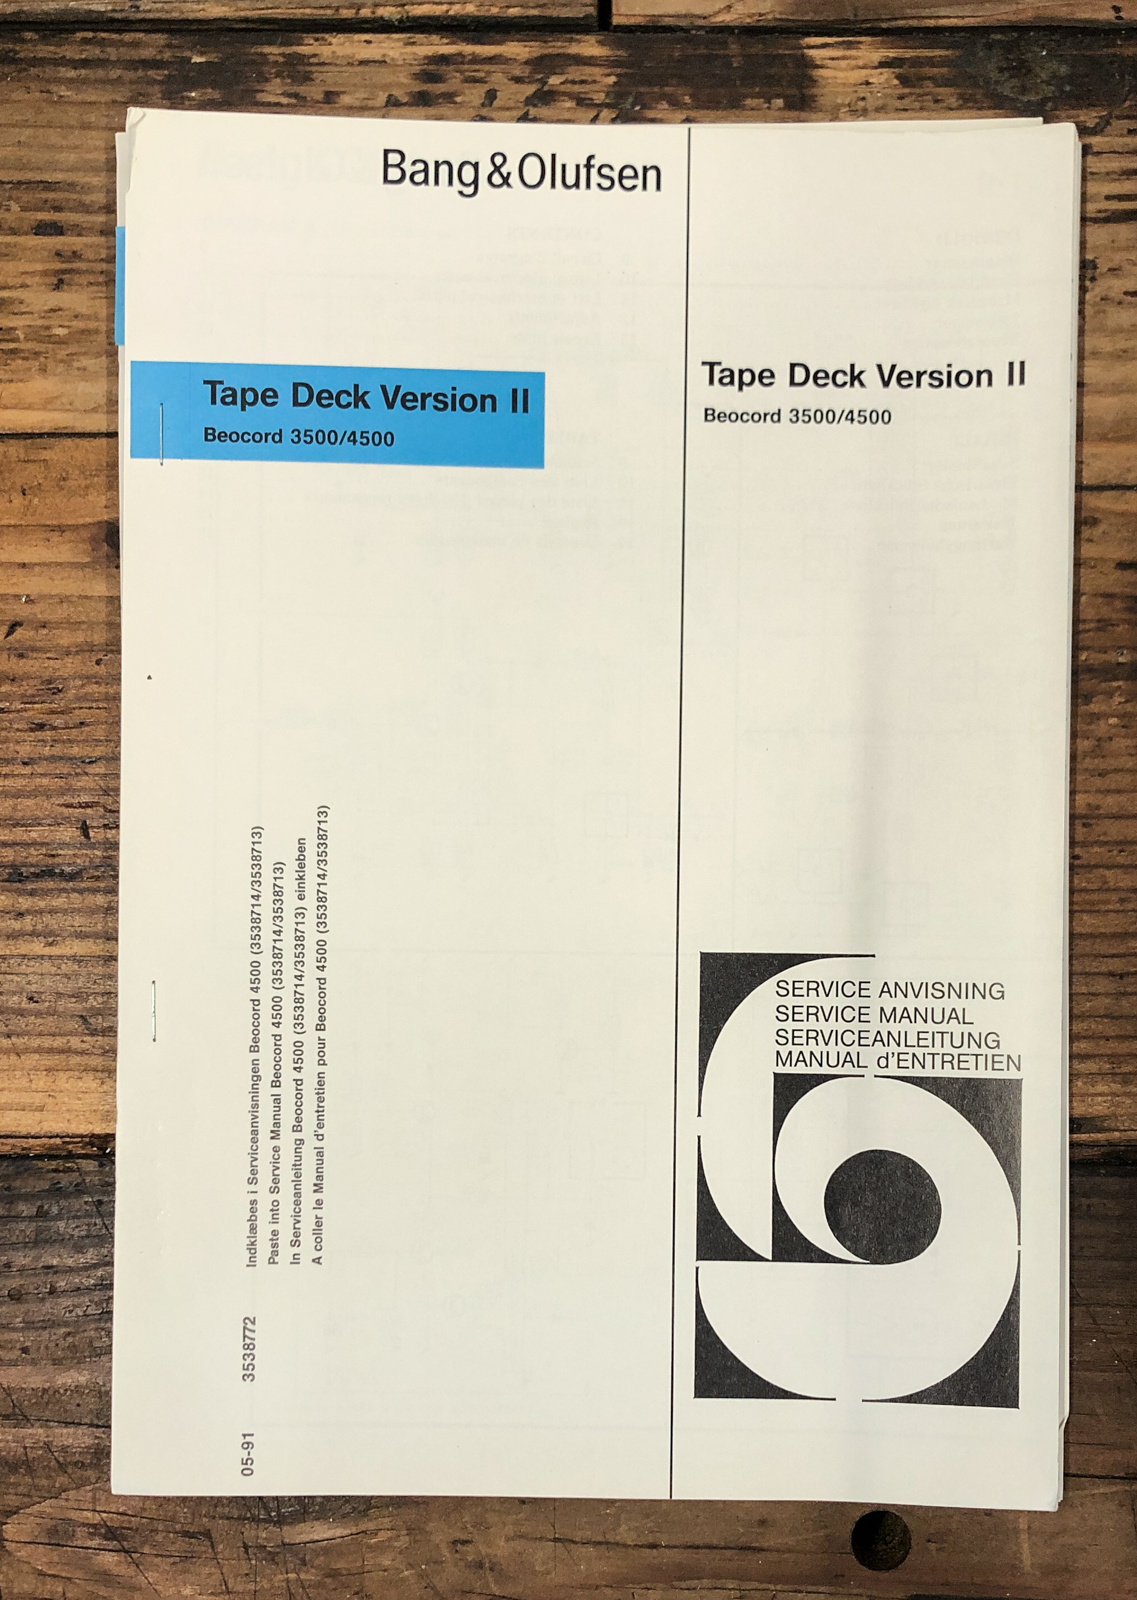 Bang&Olufsen
Tape Deck Version II
Beocord 3500/4500
Tape Deck Version II
Beocord 3500/4500
Indklæbes i Serviceanvisningen Beocord 4500 (3538714/3538713)
Paste into Service Manual Beocord 4500 (3538714/3538713)
In Serviceanleitung Beocord 4500 (3538714/3538713) einkleben
A coller le Manual d'entretien pour Beocord 4500 (3538714/3538713)
05-91 3538772
SERVICE ANVISNING
SERVICE MANUAL
SERVICEANLEITUNG
MANUAL d'ENTRETIEN